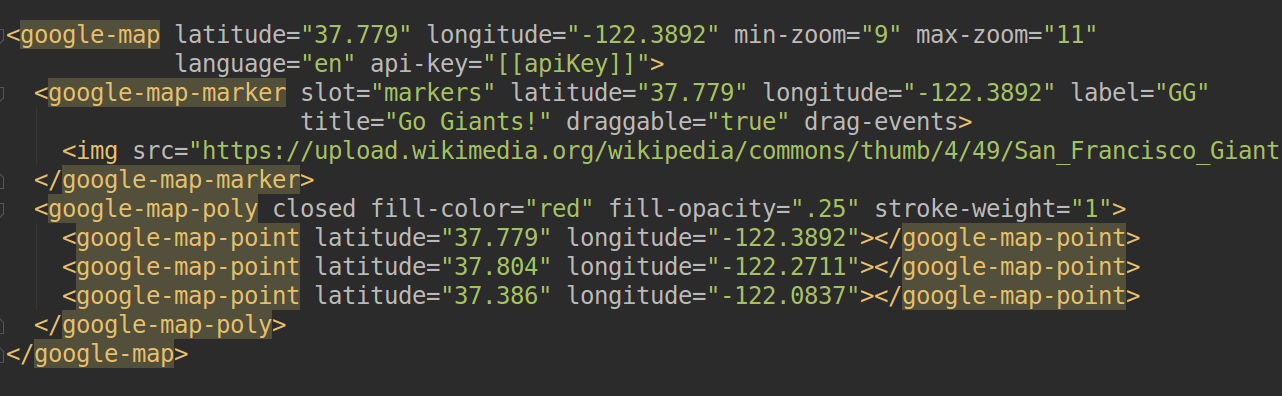 <google-map latitude="37.779" longitude="-122.3892" min-zoom="9" max-zoom="11"
language="en" api-key="[[apiKey]]">
<google-map-marker slot="markers" latitude="37.779" longitude="-122.3892" label="GG"
title="Go Giants!" draggable="true" drag-events>
<img src="https://upload.wikimedia.org/wikipedia/commons/thumb/4/49/San_Francisco_Giant
</google-map-marker>
<google-map-poly closed fill-color="red" fill-opacity=".25" stroke-weight="1">
<google-map-point latitude="37.779" longitude="-122.3892"></google-map-point>
<google-map-point latitude="37.804" longitude="-122.2711"></google-map-point>
<google-map-point latitude="37.386" longitude="-122.0837"></google-map-point>
</google-map-poly>
</google-map>